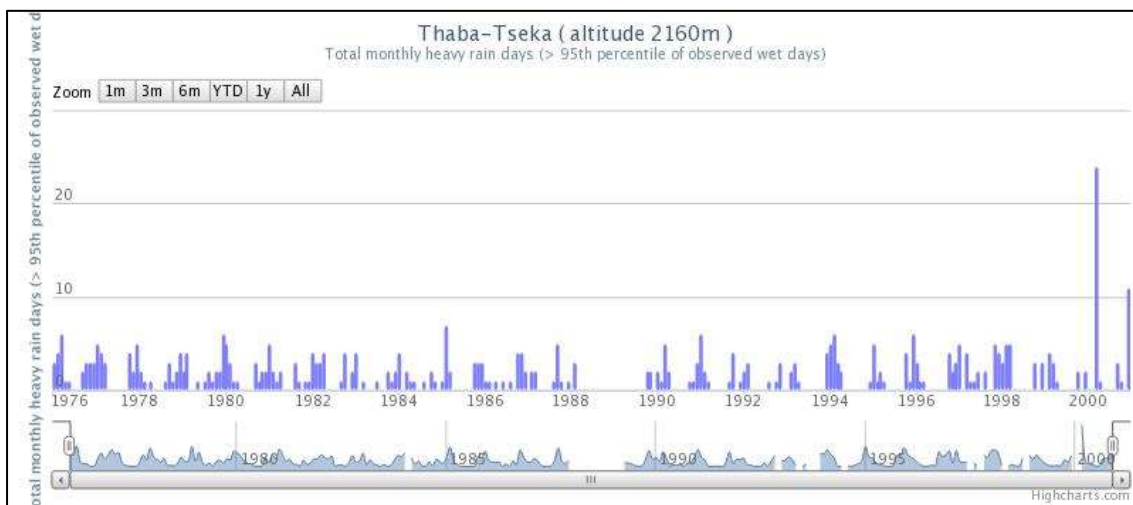 Thaba-Tseka ( altitude 2160m )
Total monthly heavy rain days (> 95th percentile of observed wet days)
Total monthly heavy rain days (> 95th percentile of observed wet d
Zoom 1m 3m 6m YTD 1y All
20
10
0
1976 1978 1980 1982 1984 1986 1988 1990 1992 1994 1996 1998 2000
1980 1985 1990 1995 2000
Highcharts.com